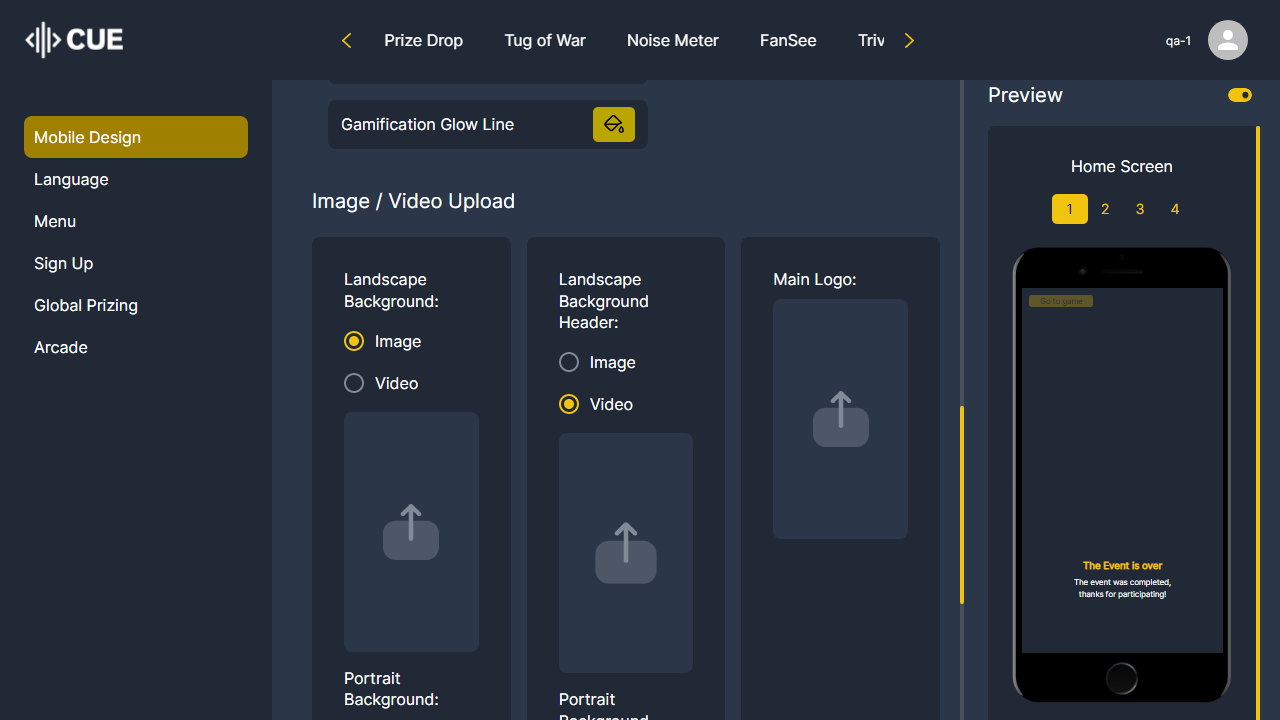 CUE
Prize Drop
Tug of War
Noise Meter
FanSee
Triv
qa-1
Mobile Design
Language
Menu
Sign Up
Global Prizing
Arcade
Gamification Glow Line
Image / Video Upload
Landscape
Background:
Image
Video
Portrait
Background:
Landscape
Background
Header:
Image
Video
Portrait
Background
Main Logo:
Preview
Home Screen
1
2
3
4
Go to game
The Event is over
The event was completed,
thanks for participating!